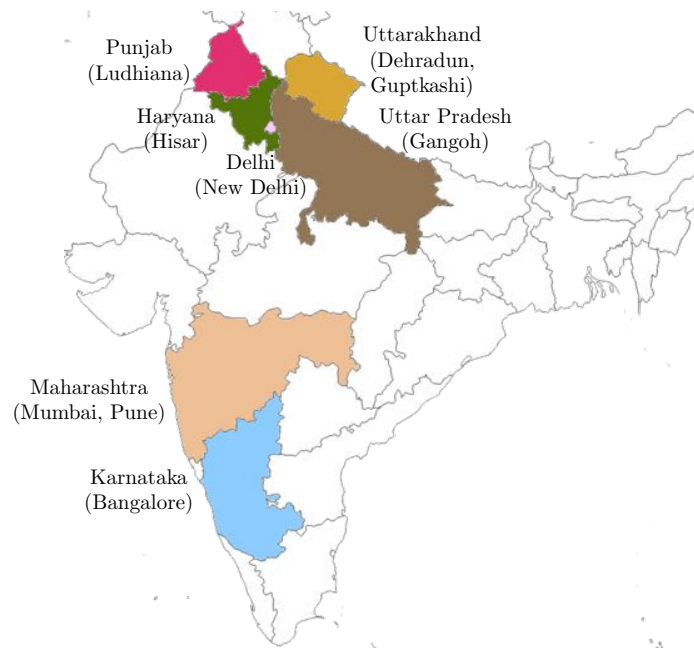 Punjab
(Ludhiana)
Uttarakhand
(Dehradun,
Guptkashi)
Haryana
(Hisar)
Uttar Pradesh
(Gangoh)
Delhi
(New Delhi)
Maharashtra
(Mumbai, Pune)
Karnataka
(Bangalore)